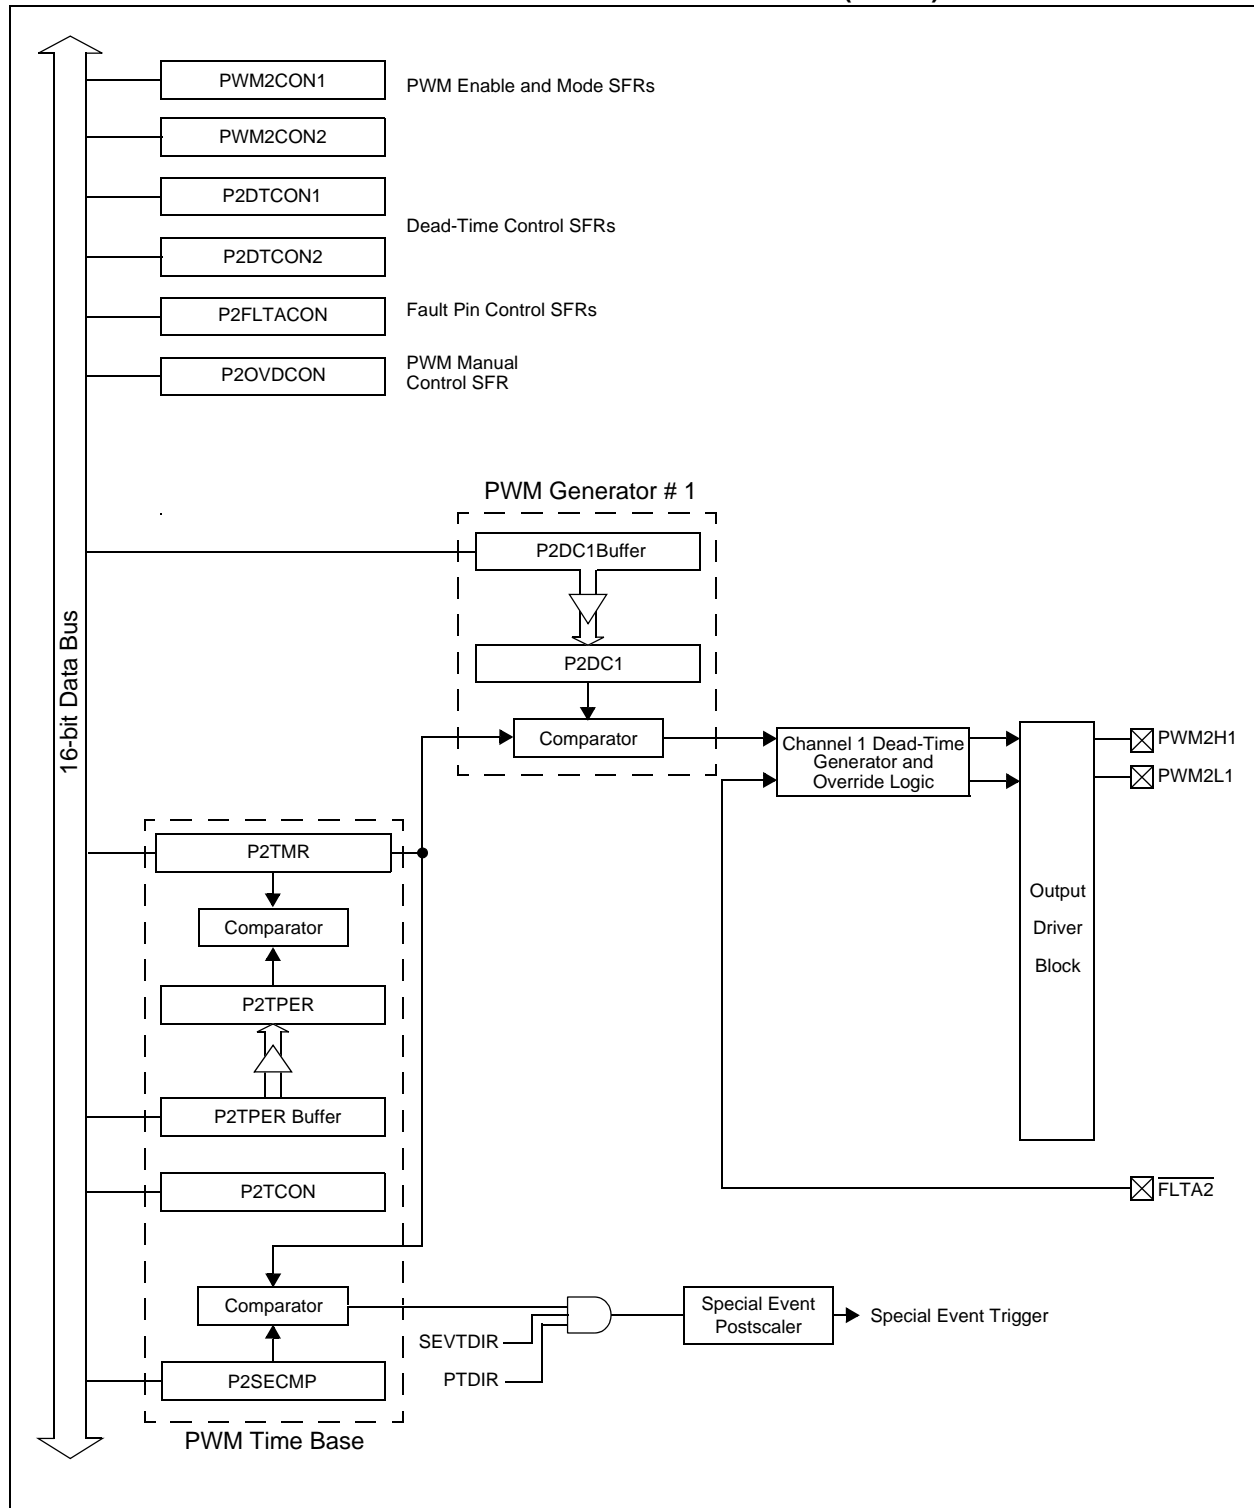 PWM2CON1
PWM Enable and Mode SFRs
PWM2CON2
P2DTCON1
Dead-Time Control SFRs
P2DTCON2
P2FLTACON
Fault Pin Control SFRs
P2OVDCON
PWM Manual
Control SFR
PWM Generator # 1
P2DC1Buffer
P2DC1
Comparator
16-bit Data Bus
Channel 1 Dead-Time
Generator and
Override Logic
PWM2H1
PWM2L1
P2TMR
Comparator
P2TPER
P2TPER Buffer
P2TCON
Output
Driver
Block
FLTA2
Comparator
P2SECMP
SEVTDIR
PTDIR
Special Event
Postscaler
Special Event Trigger
PWM Time Base